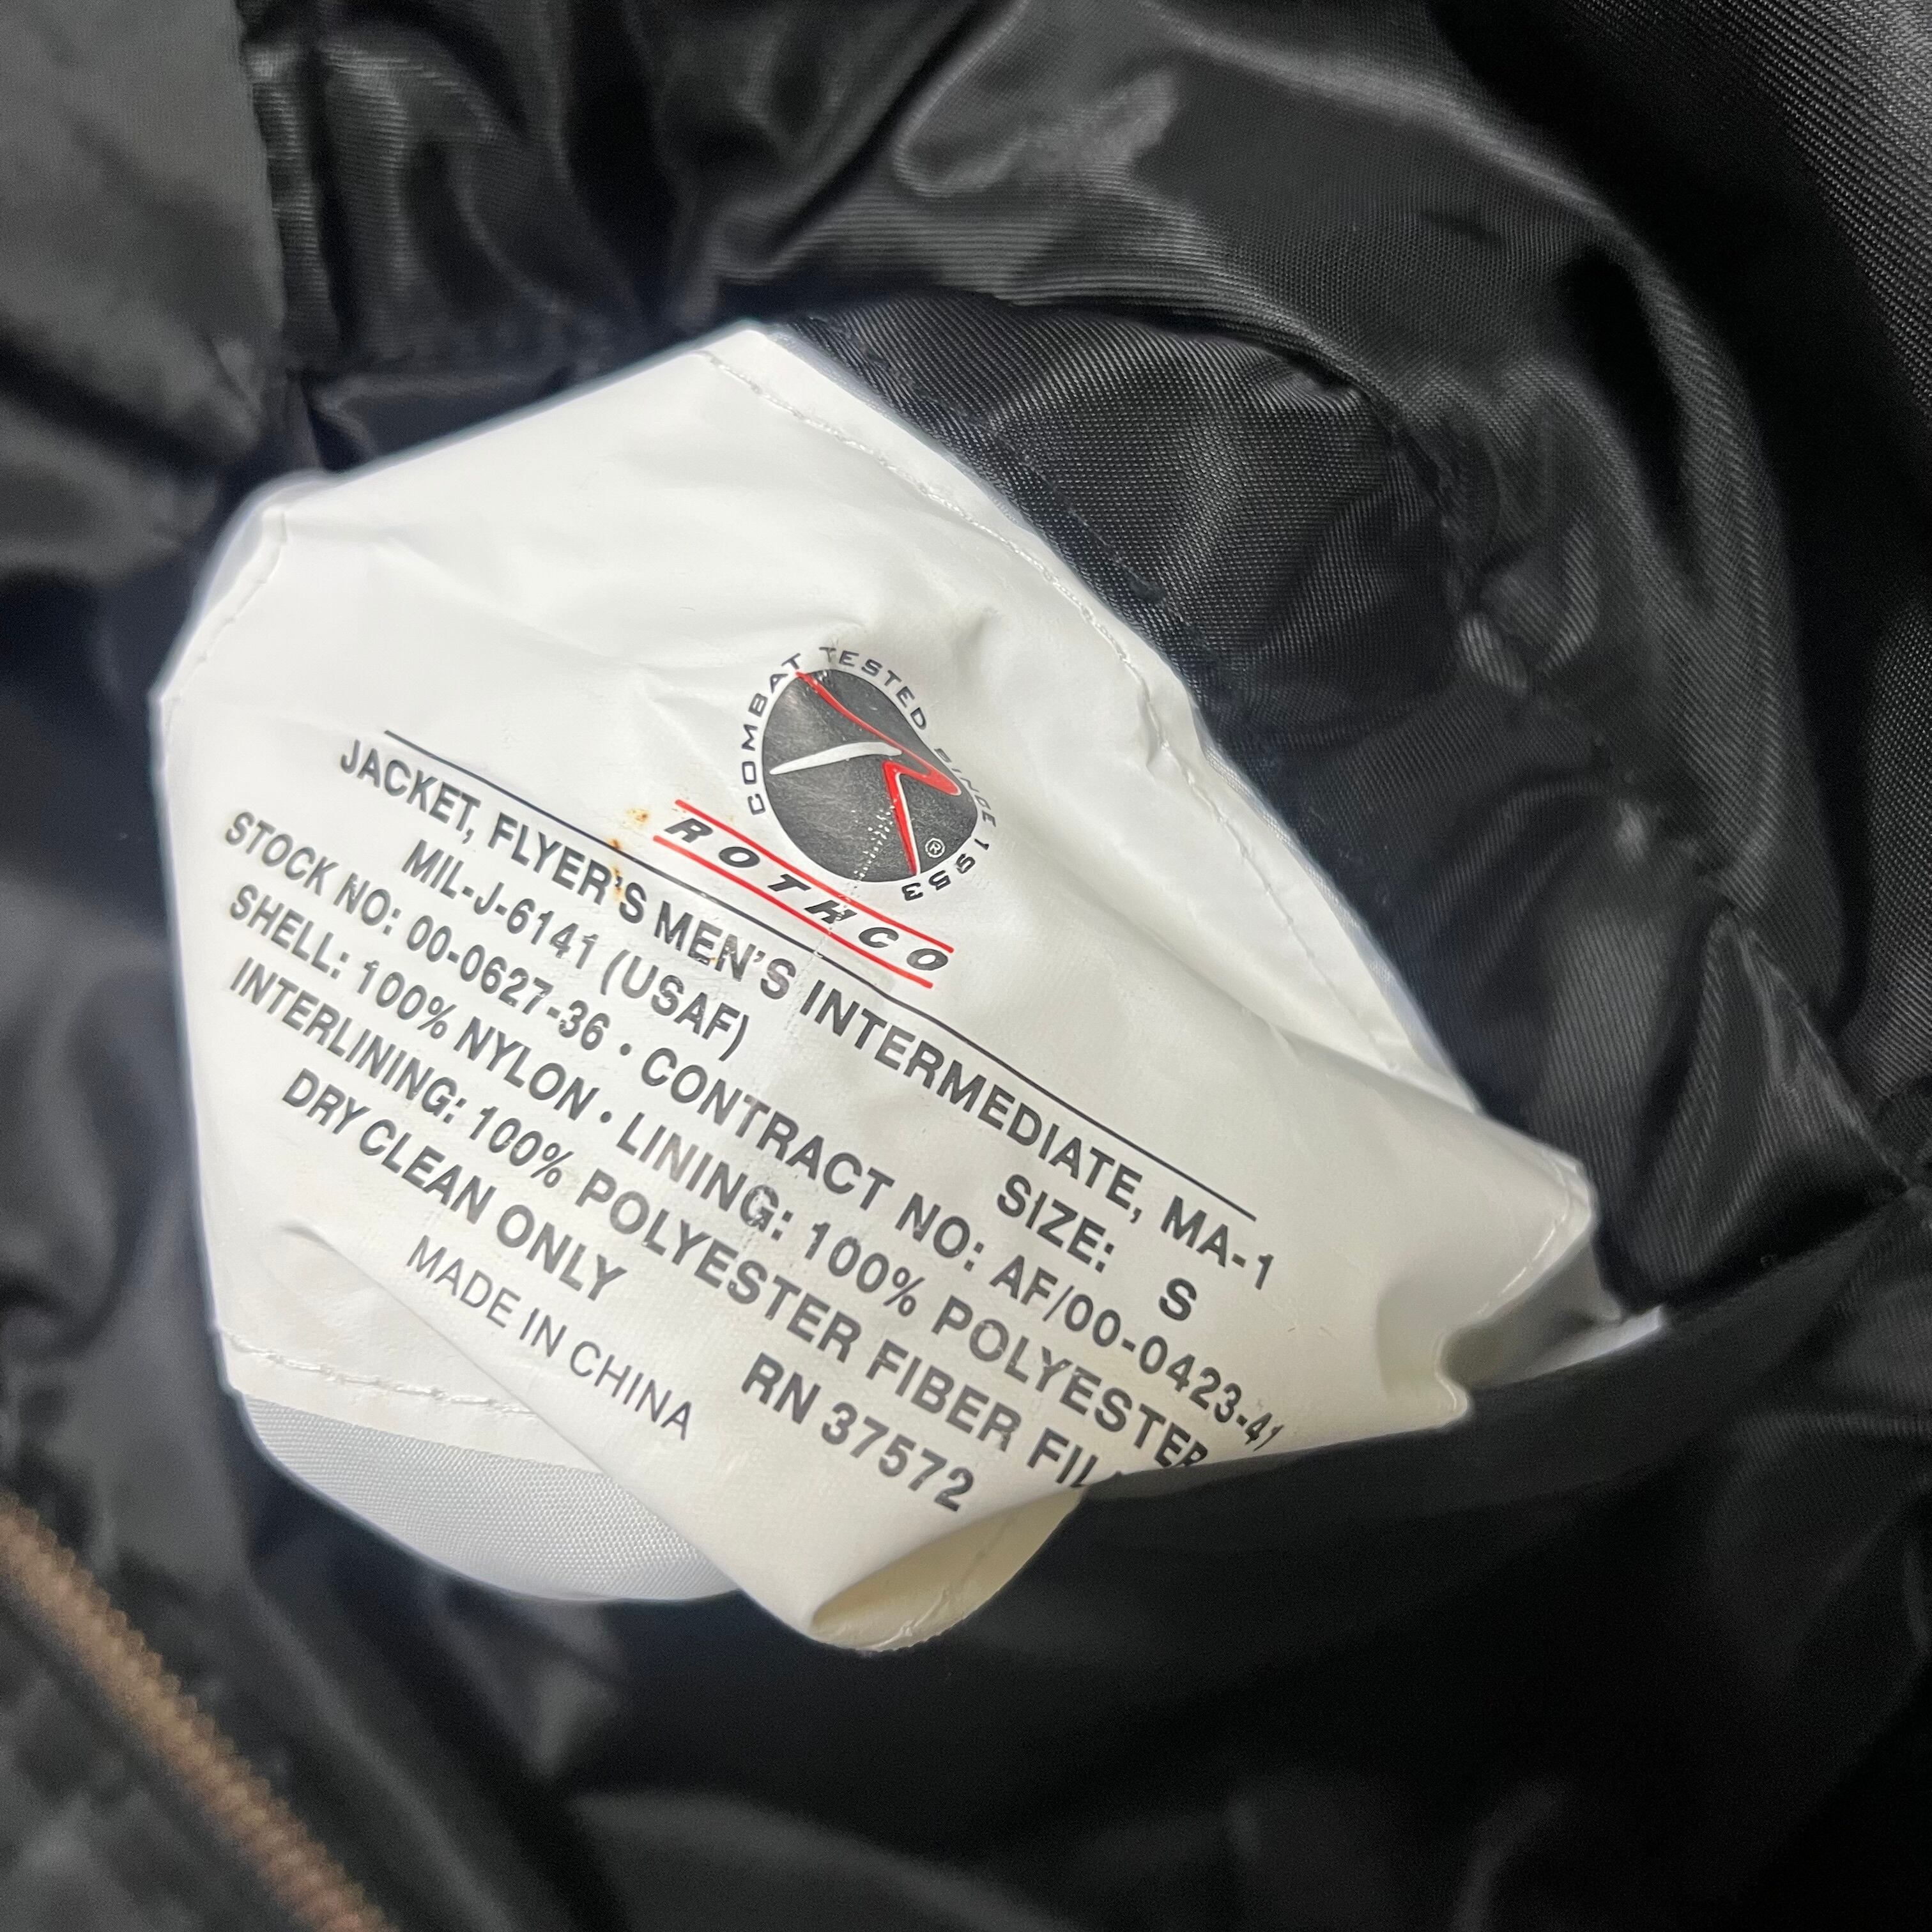 COMBAT TESTED SINCE 1953
®
ROTHCO
JACKET, FLYER'S MEN'S INTERMEDIATE, MA-1
MIL-J-6141 (USAF) SIZE: S
STOCK NO: 00-0627-36 • CONTRACT NO: AF/00-0423-41
SHELL: 100% NYLON • LINING: 100% POLYESTER
INTERLINING: 100% POLYESTER FIBER
DRY CLEAN ONLY RN 37572
MADE IN CHINA